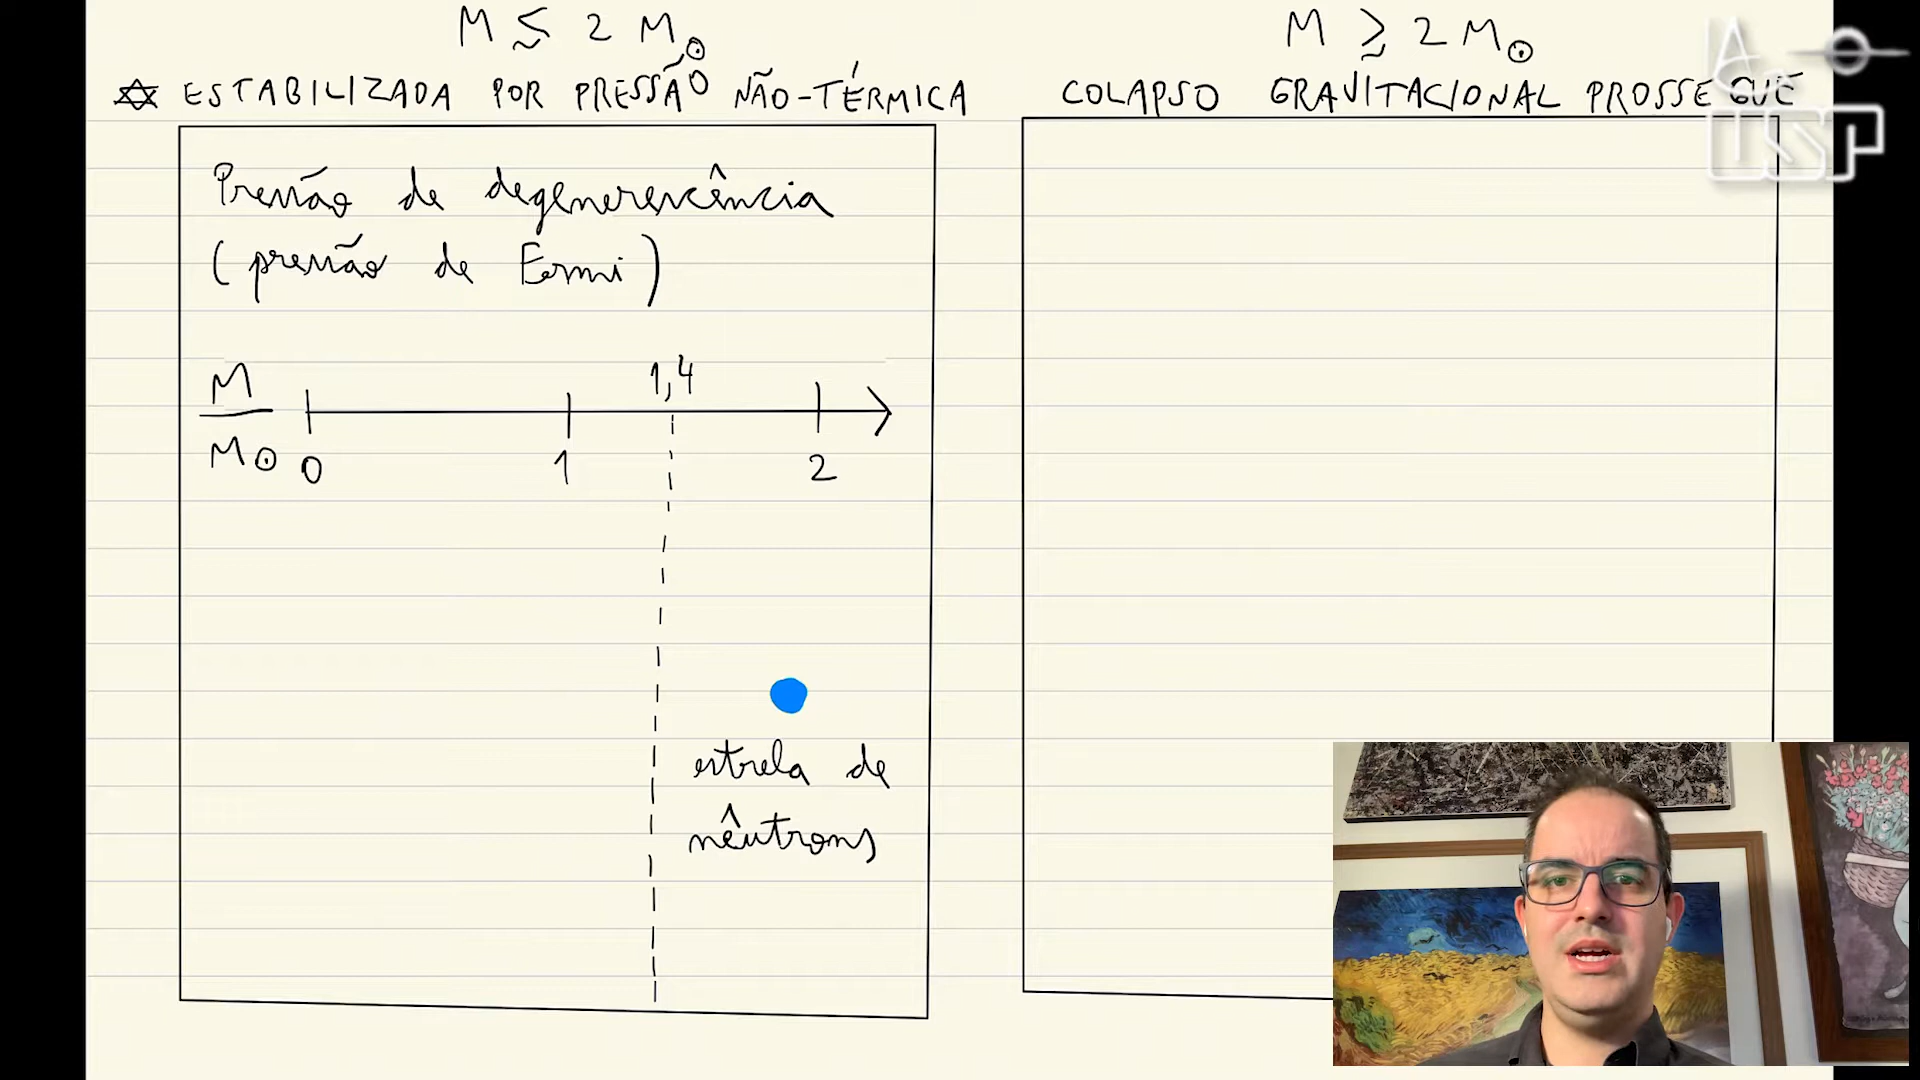 M ≲ 2 M⊙
☆ ESTABILIZADA POR PRESSÃO NÃO-TÉRMICA
Pressão de degenerescência
(pressão de Fermi)
M/M⊙
1,4
0 1 2
estrela de
nêutrons
M ≳ 2 M⊙
COLAPSO GRAVITACIONAL PROSSEGUE
IAG
USP